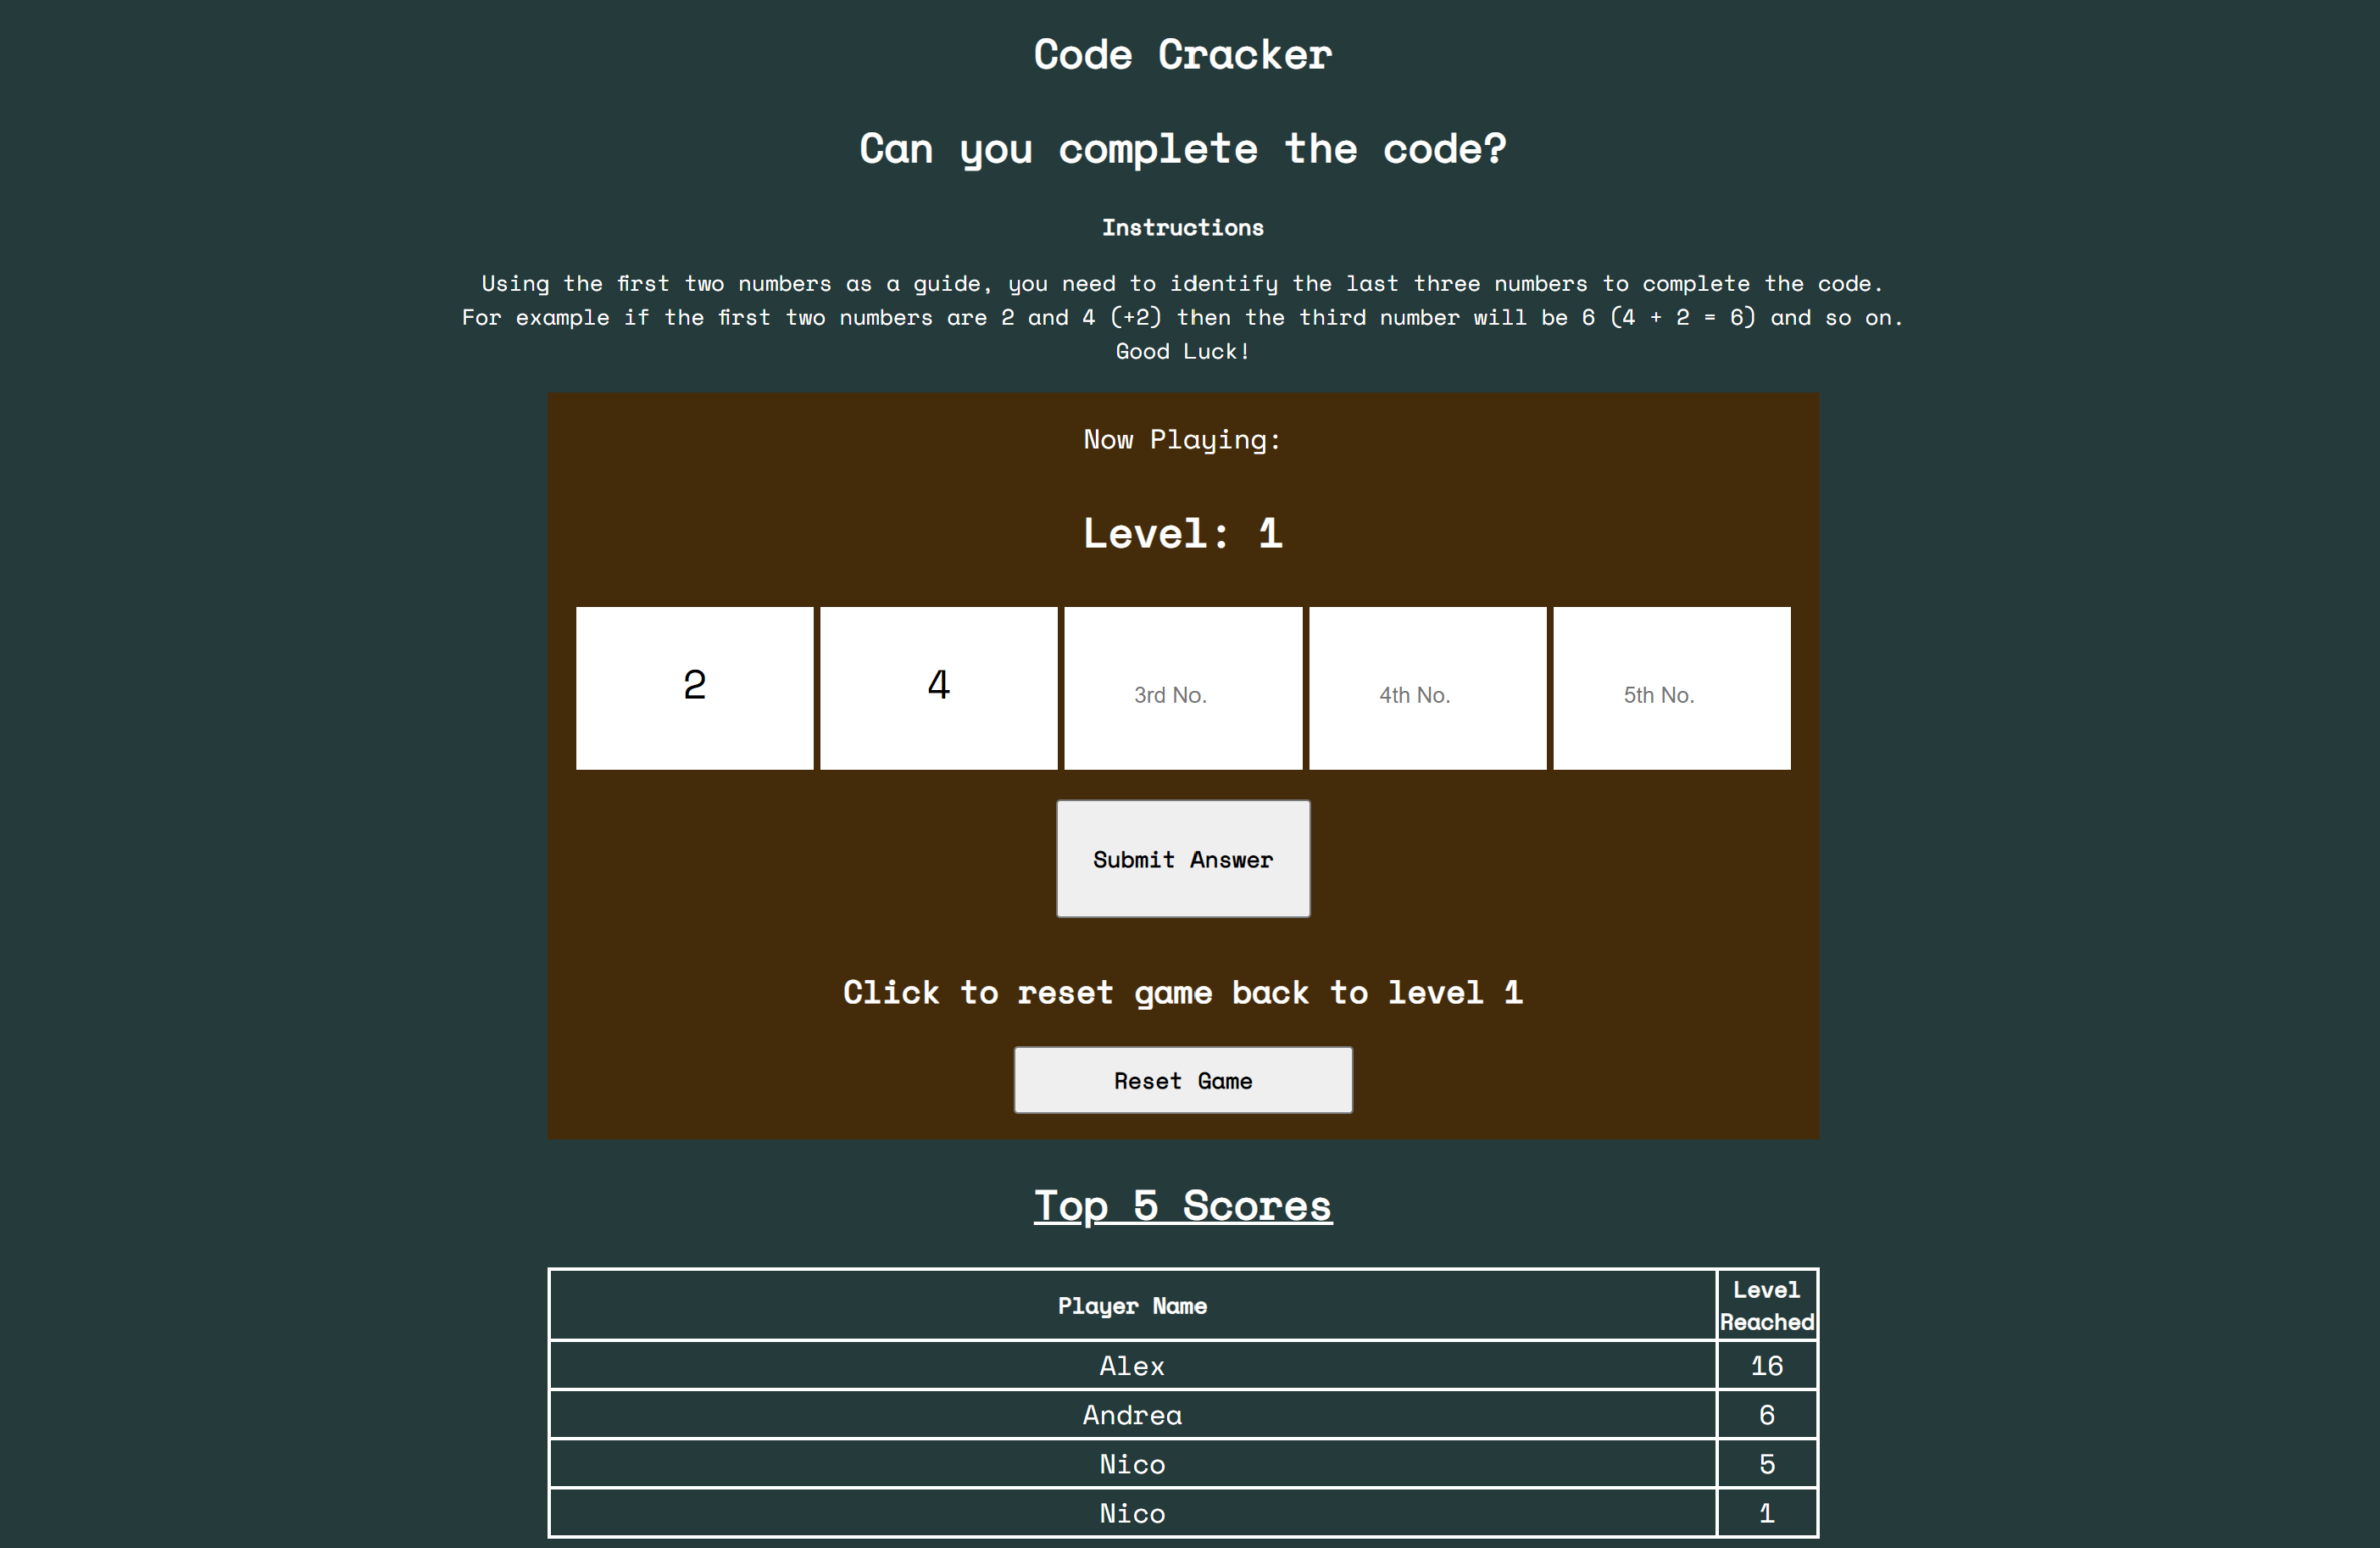 Code Cracker
Can you complete the code?
Instructions
Using the first two numbers as a guide, you need to identify the last three numbers to complete the code.
For example if the first two numbers are 2 and 4 (+2) then the third number will be 6 (4 + 2 = 6) and so on.
Good Luck!
Now Playing:
Level: 1
2 4 3rd No. 4th No. 5th No.
Submit Answer
Click to reset game back to level 1
Reset Game
Top 5 Scores
Player Name Level Reached
Alex 16
Andrea 6
Nico 5
Nico 1